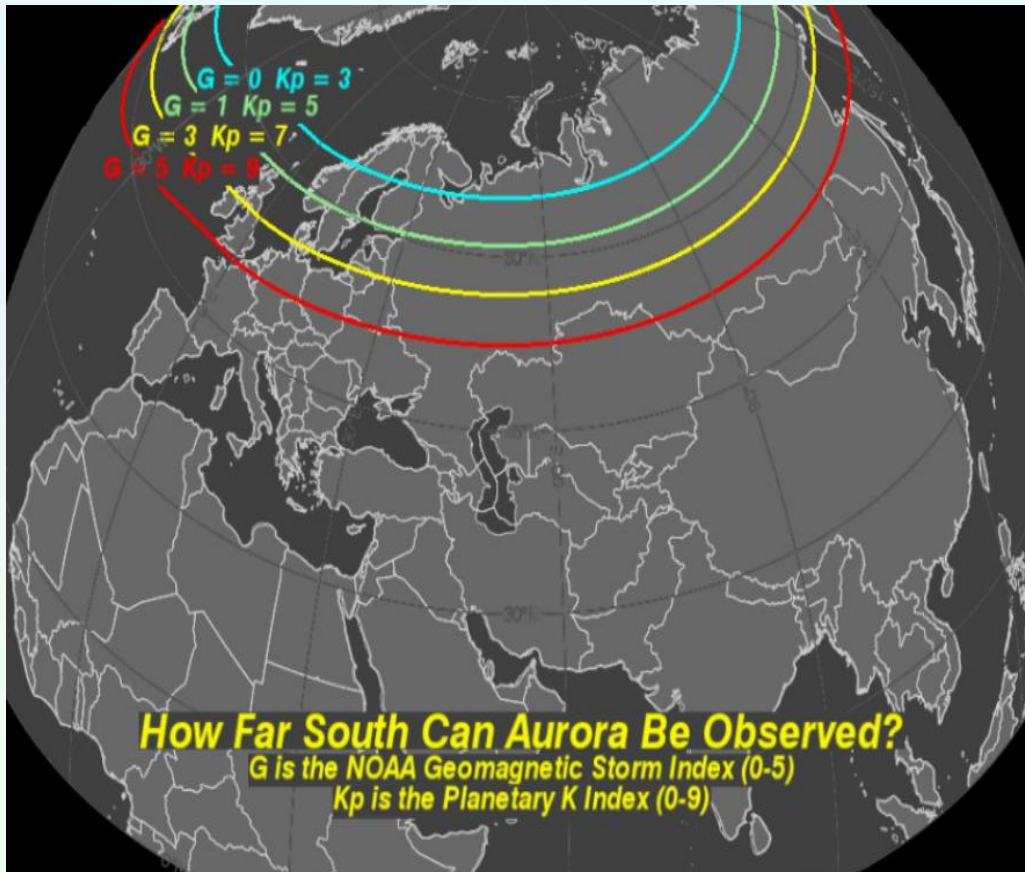 G = 0 Kp = 3
G = 1 Kp = 5
G = 3 Kp = 7
G = 5 Kp = 9
30°N
How Far South Can Aurora Be Observed?
G is the NOAA Geomagnetic Storm Index (0-5)
Kp is the Planetary K Index (0-9)